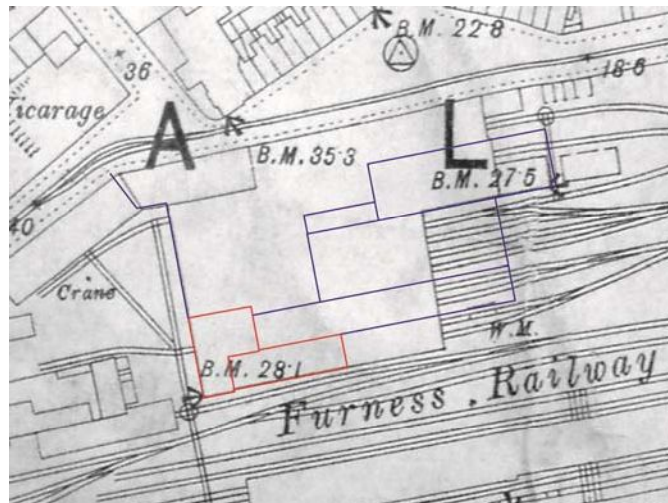 B.M. 22.8
36
18.6
Vicarage
A
L
B.M. 35.3
B.M. 27.5
40
Crane
W.M.
B.M. 28.1
Furness Railway